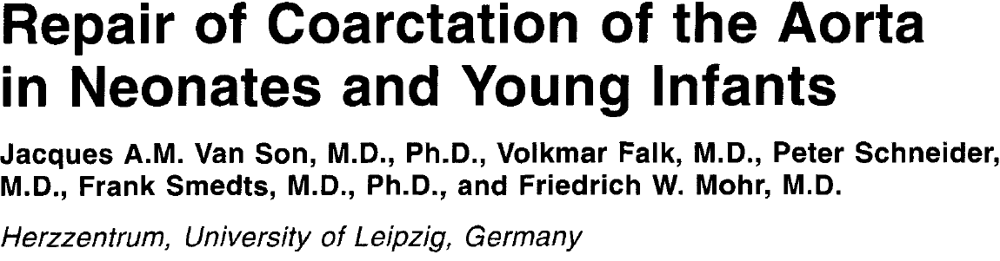 Repair of Coarctation of the Aorta
in Neonates and Young Infants
Jacques A.M. Van Son, M.D., Ph.D., Volkmar Falk, M.D., Peter Schneider,
M.D., Frank Smedts, M.D., Ph.D., and Friedrich W. Mohr, M.D.
Herzzentrum, University of Leipzig, Germany